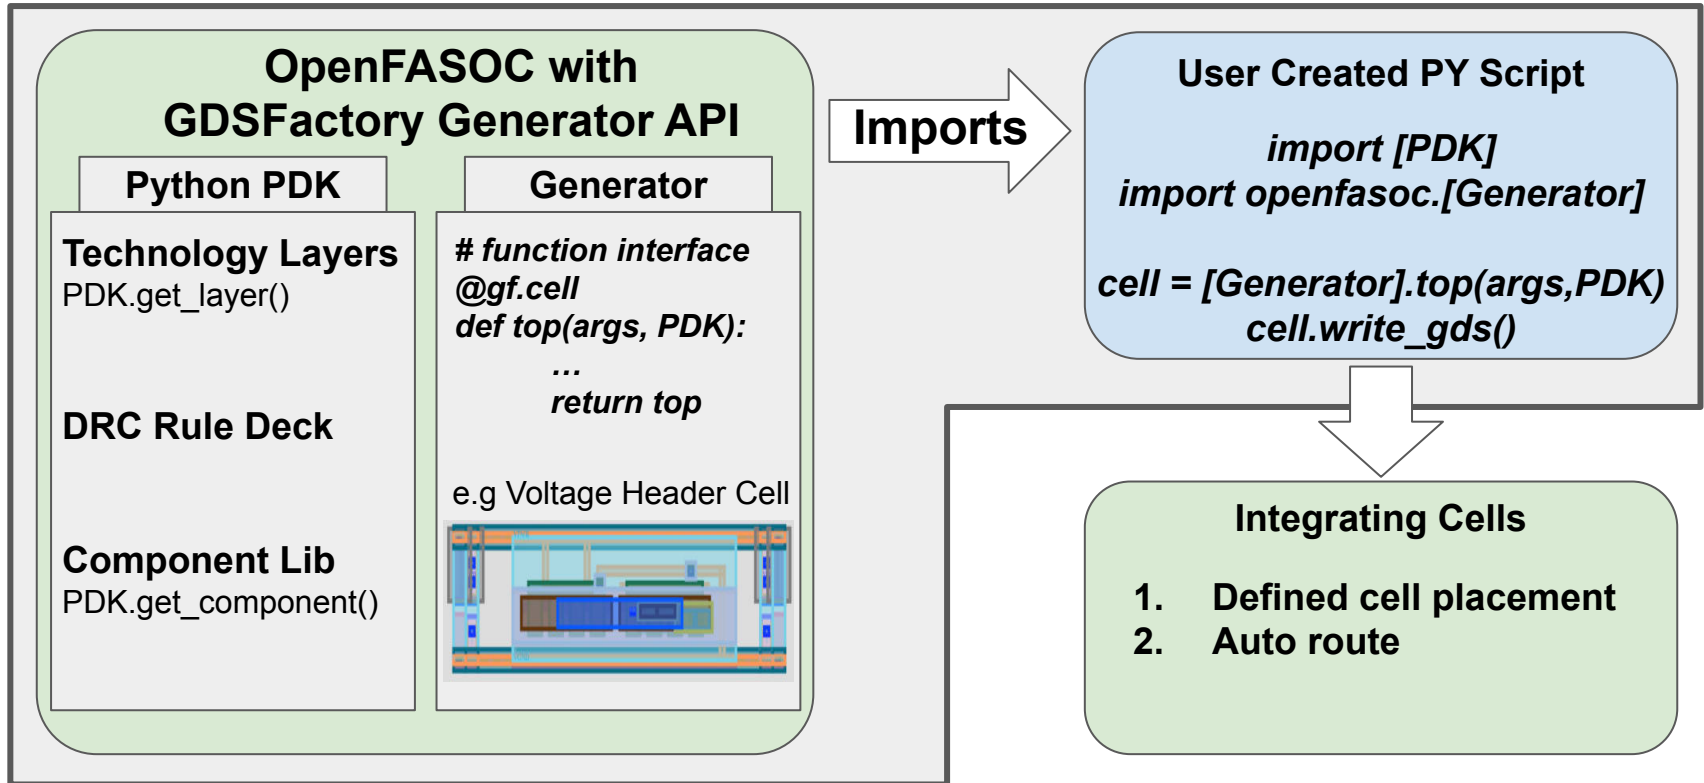 OpenFASOC with
GDSFactory Generator API
Python PDK
Technology Layers
PDK.get_layer()
DRC Rule Deck
Component Lib
PDK.get_component()
Generator
# function interface
@gf.cell
def top(args, PDK):
...
return top
e.g Voltage Header Cell
Imports
User Created PY Script
import [PDK]
import openfasoc.[Generator]
cell = [Generator].top(args,PDK)
cell.write_gds()
Integrating Cells
1. Defined cell placement
2. Auto route